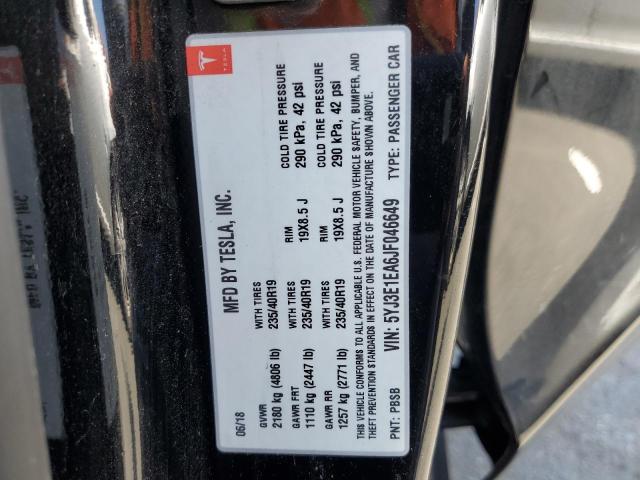 TESLA
06/18 MFD BY TESLA, INC.
GVWR WITH TIRES RIM COLD TIRE PRESSURE
2180 kg (4806 lb) 235/40R19 290 kPa, 42 psi
GAWR FRT WITH TIRES RIM COLD TIRE PRESSURE
1110 kg (2447 lb) 235/40R19 19X8.5 J 290 kPa, 42 psi
GAWR RR WITH TIRES
1257 kg (2771 lb) 235/40R19 19X8.5 J
THIS VEHICLE CONFORMS TO ALL APPLICABLE U.S. FEDERAL MOTOR VEHICLE SAFETY, BUMPER, AND
THEFT PREVENTION STANDARDS IN EFFECT ON THE DATE OF MANUFACTURE SHOWN ABOVE.
VIN: 5YJ3E1EA6JF046649
PNT: PBSB TYPE: PASSENGER CAR